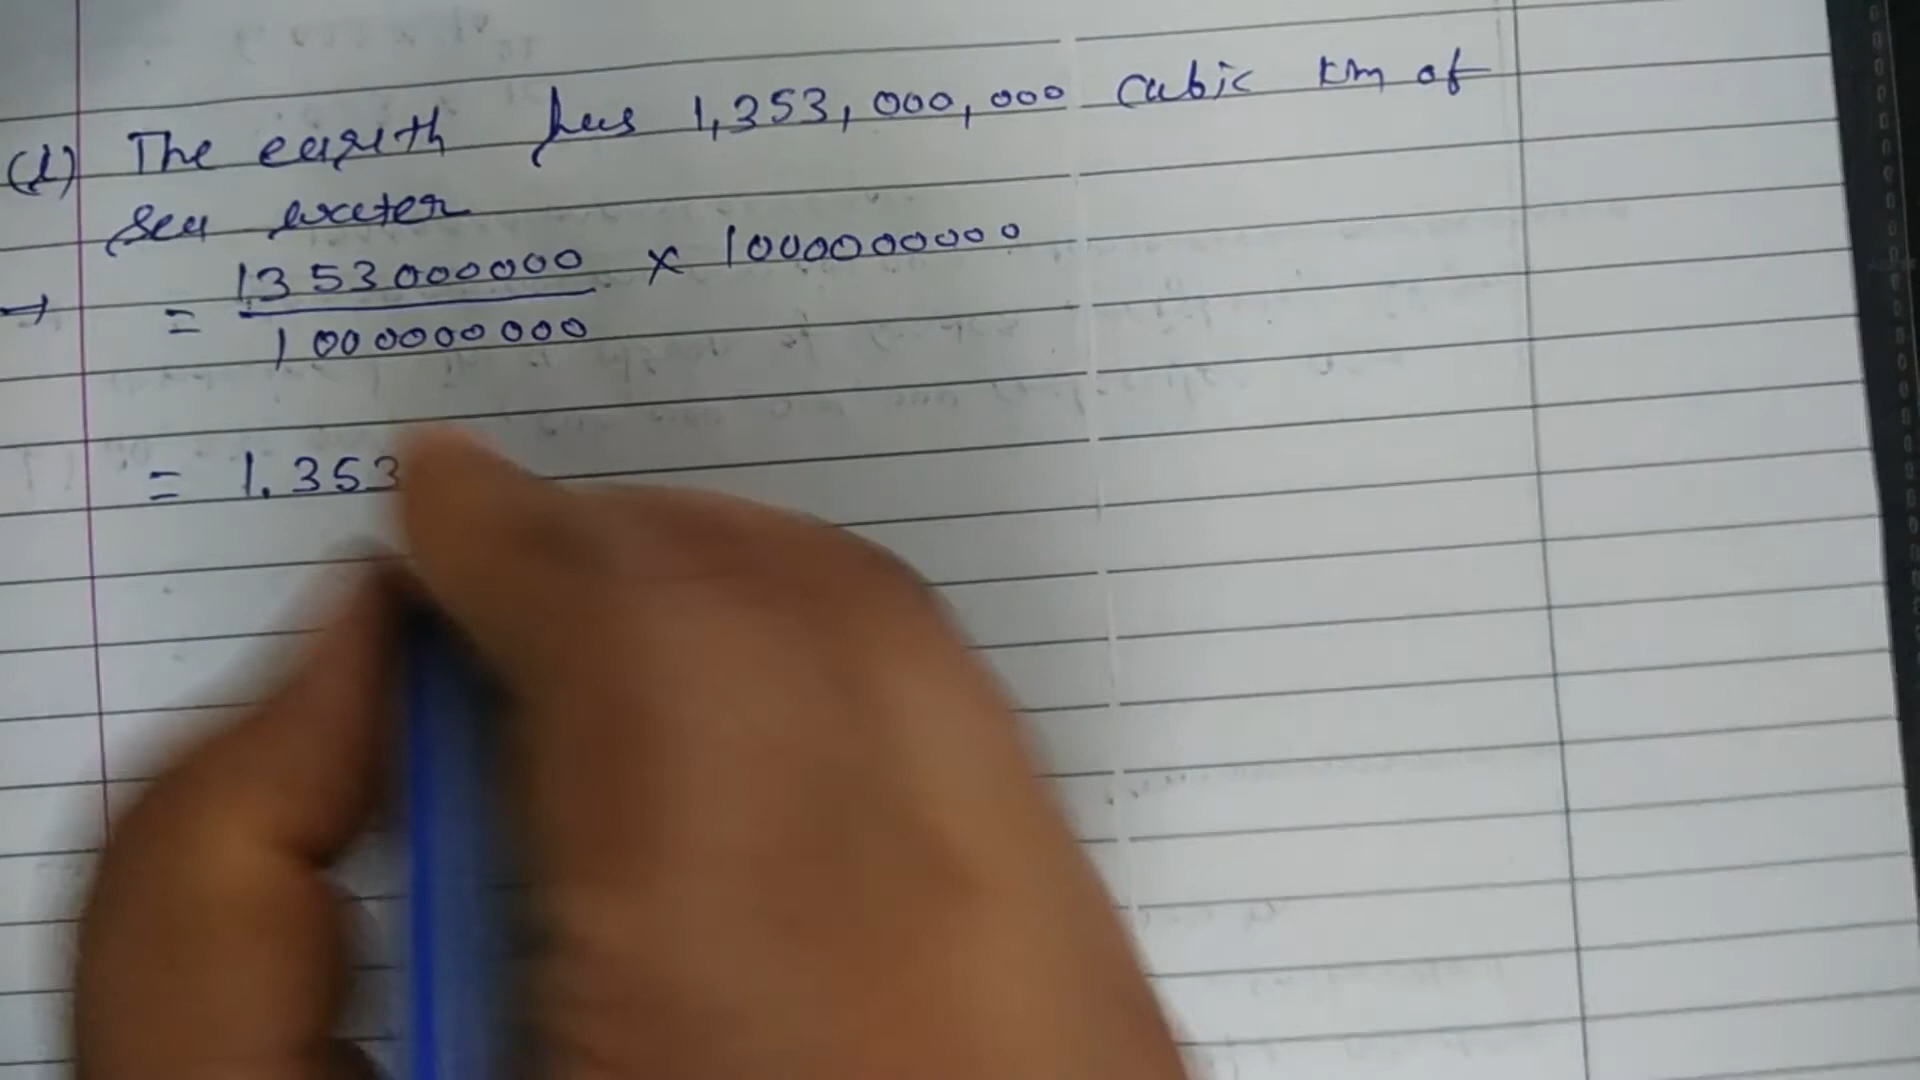 (d) The earth has 1,353,000,000 cubic km of
sea water
→ = 1353000000 × 1000000000
1000000000
= 1.353